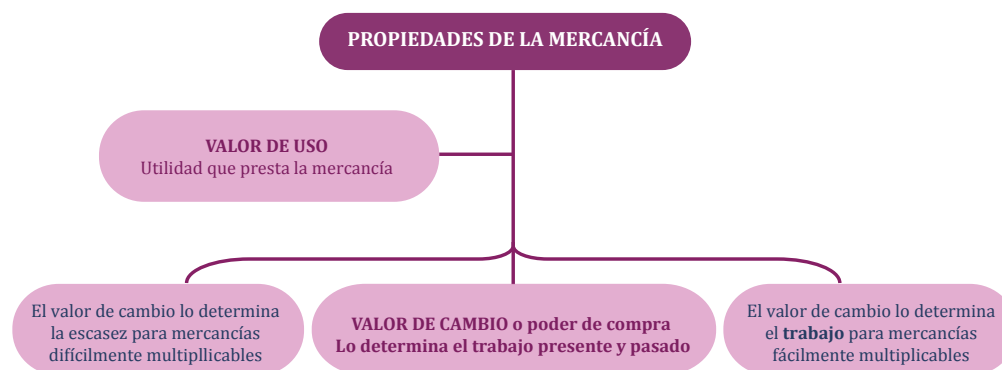 PROPIEDADES DE LA MERCANCÍA
VALOR DE USO
Utilidad que presta la mercancía
El valor de cambio lo determina
la escasez para mercancías
difícilmente multipllicables
VALOR DE CAMBIO o poder de compra
Lo determina el trabajo presente y pasado
El valor de cambio lo determina
el trabajo para mercancías
fácilmente multiplicables